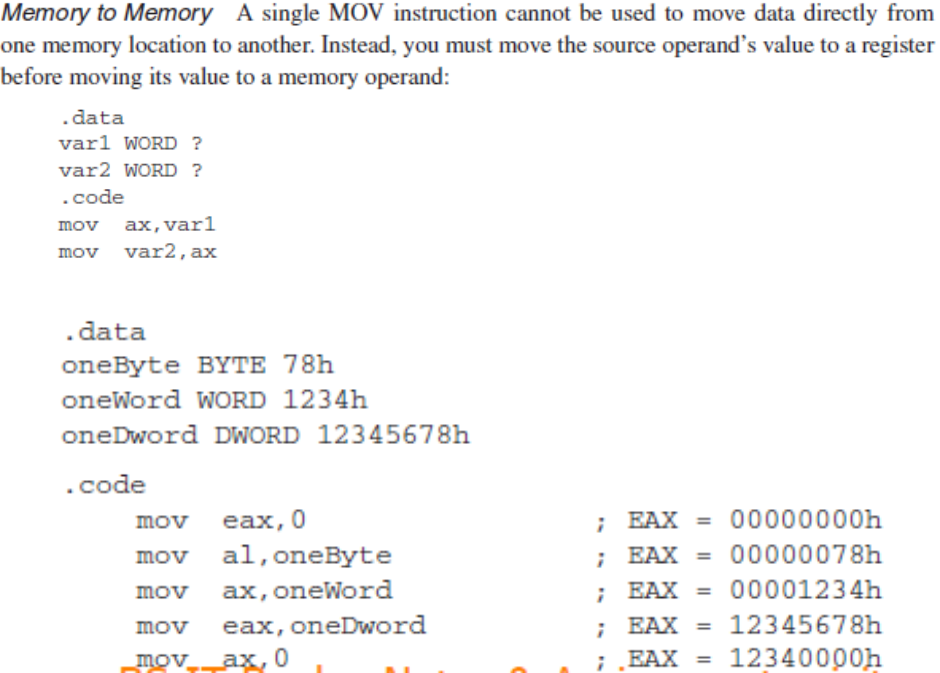 Memory to Memory A single MOV instruction cannot be used to move data directly from
one memory location to another. Instead, you must move the source operand's value to a register
before moving its value to a memory operand:
.data
var1 WORD ?
var2 WORD ?
.code
mov ax,var1
mov var2,ax
.data
oneByte BYTE 78h
oneWord WORD 1234h
oneDword DWORD 12345678h
.code
mov eax,0 ; EAX = 00000000h
mov al,oneByte ; EAX = 00000078h
mov ax,oneWord ; EAX = 00001234h
mov eax,oneDword ; EAX = 12345678h
mov ax,0 ; EAX = 12340000h